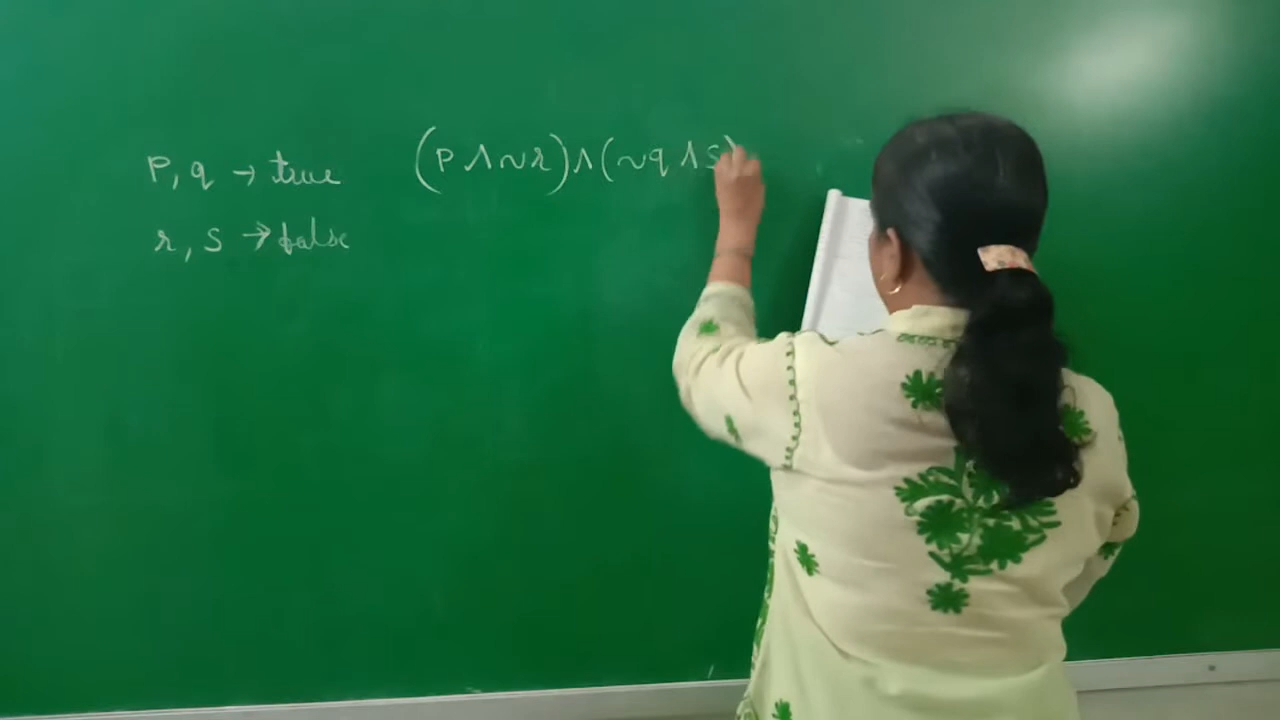 p, q → true
r, s → false
(p ∧ ~r) ∧ (~q ∧ s)